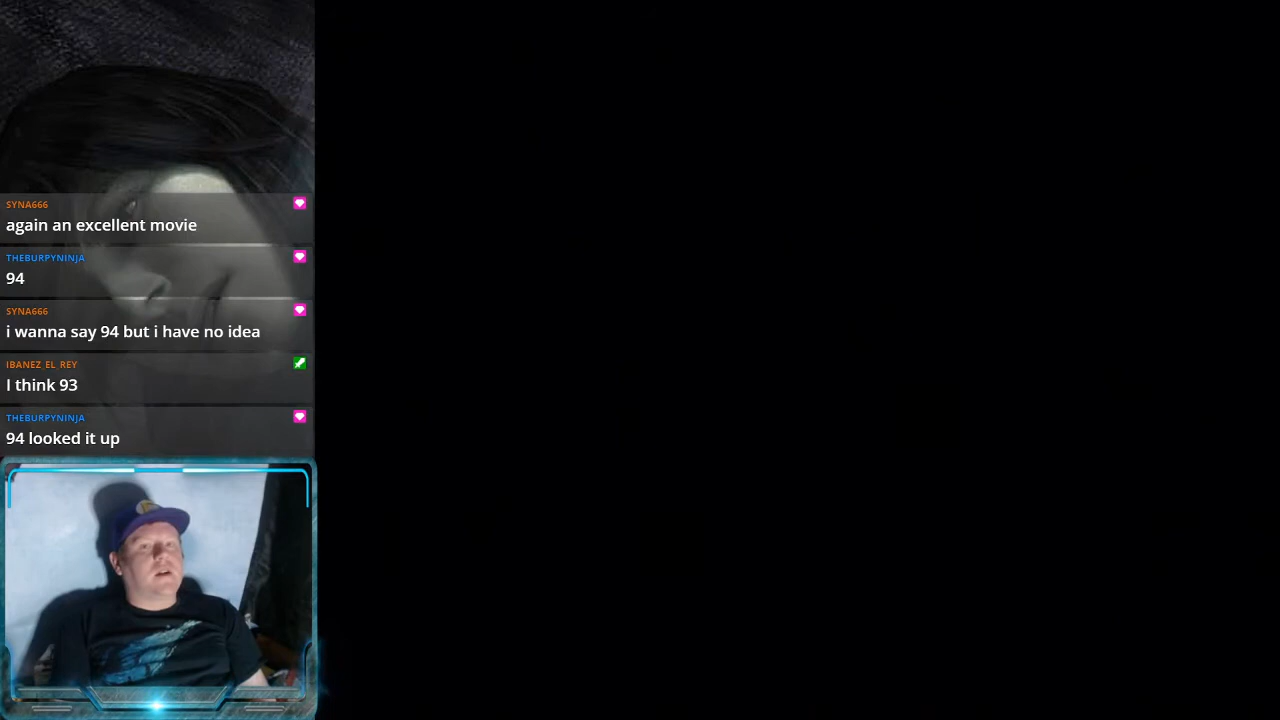 SYNA666
again an excellent movie
THEBURPYNINJA
94
SYNA666
i wanna say 94 but i have no idea
IBANEZ_EL_REY
I think 93
THEBURPYNINJA
94 looked it up